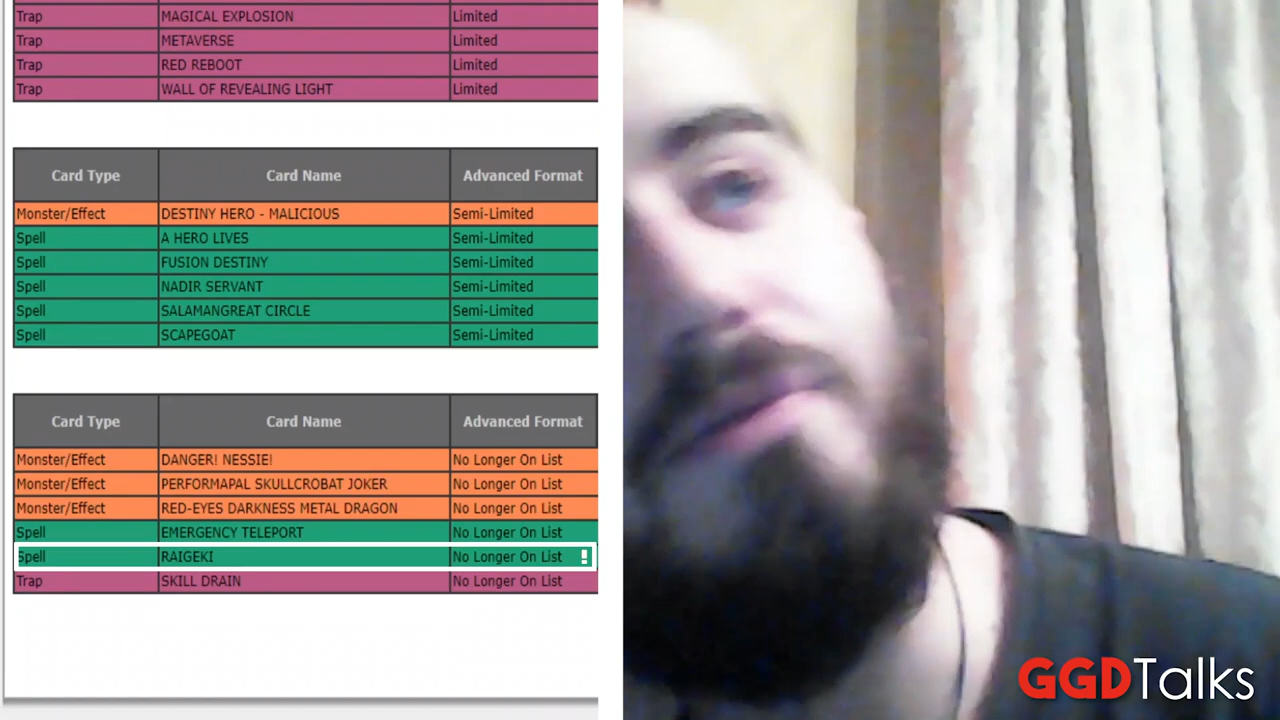 Trap MAGICAL EXPLOSION Limited
Trap METAVERSE Limited
Trap RED REBOOT Limited
Trap WALL OF REVEALING LIGHT Limited
Card Type Card Name Advanced Format
Monster/Effect DESTINY HERO - MALICIOUS Semi-Limited
Spell A HERO LIVES Semi-Limited
Spell FUSION DESTINY Semi-Limited
Spell NADIR SERVANT Semi-Limited
Spell SALAMANGREAT CIRCLE Semi-Limited
Spell SCAPEGOAT Semi-Limited
Card Type Card Name Advanced Format
Monster/Effect DANGER! NESSIE! No Longer On List
Monster/Effect PERFORMAPAL SKULLCROBAT JOKER No Longer On List
Monster/Effect RED-EYES DARKNESS METAL DRAGON No Longer On List
Spell EMERGENCY TELEPORT No Longer On List
Spell RAIGEKI No Longer On List !
Trap SKILL DRAIN No Longer On List
GGDTalks